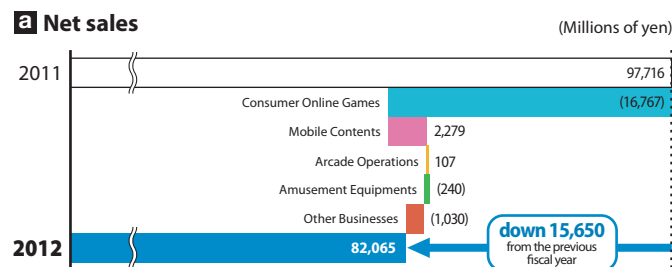 a Net sales
(Millions of yen)
2011
97,716
Consumer Online Games (16,767)
Mobile Contents 2,279
Arcade Operations 107
Amusement Equipments (240)
Other Businesses (1,030)
2012 82,065
down 15,650
from the previous
fiscal year